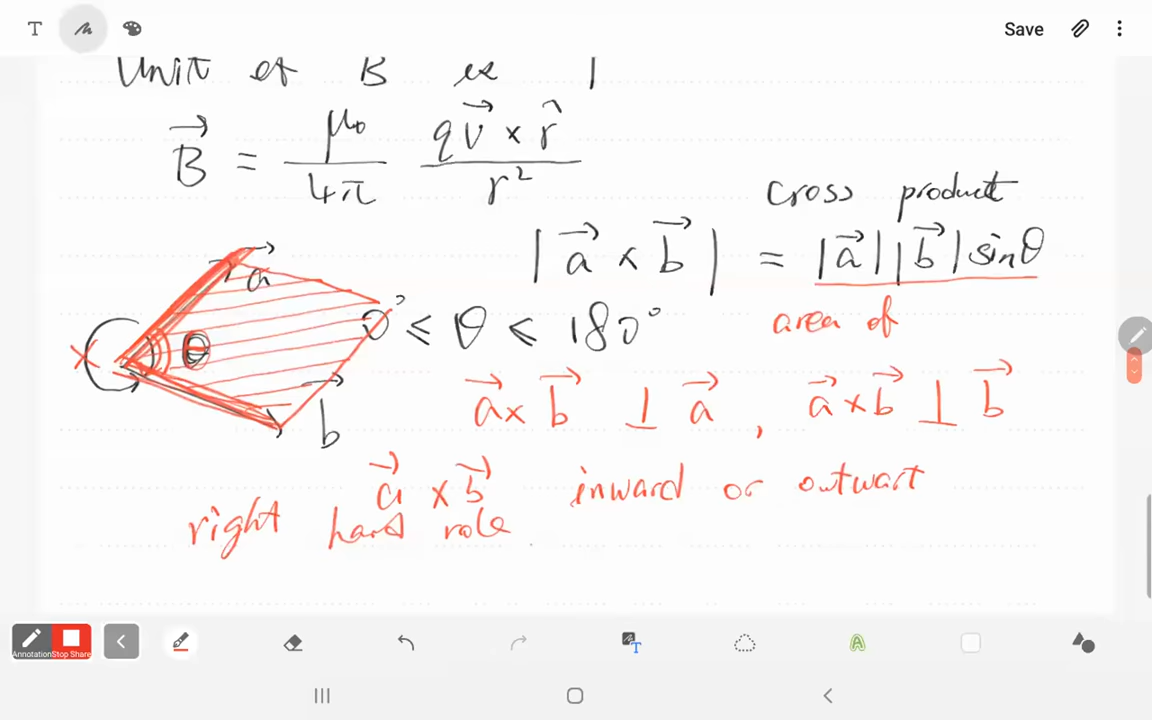 T Save
Unit of B is
B⃗ = μ₀/4π qv⃗ × r̂/r²
cross product
|a⃗ × b⃗| = |a⃗||b⃗|sinθ
a⃗
θ
0° ≤ θ ≤ 180°
area of
b⃗
a⃗ × b⃗ ⊥ a⃗, a⃗ × b⃗ ⊥ b⃗
a⃗ × b⃗ inward or outwart
right hard role
Annotation Stop Share